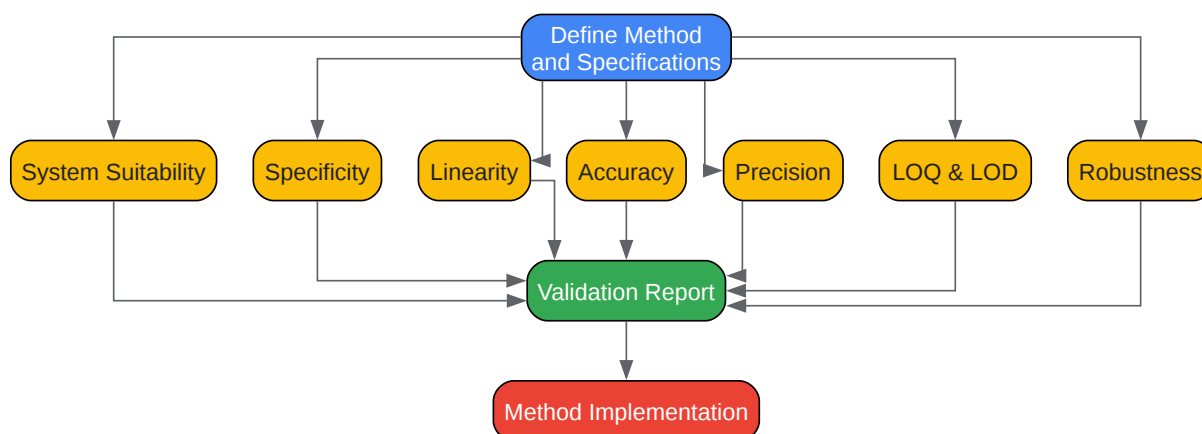 Define Method
and Specifications
System Suitability
Specificity
Linearity
Accuracy
Precision
LOQ & LOD
Robustness
Validation Report
Method Implementation